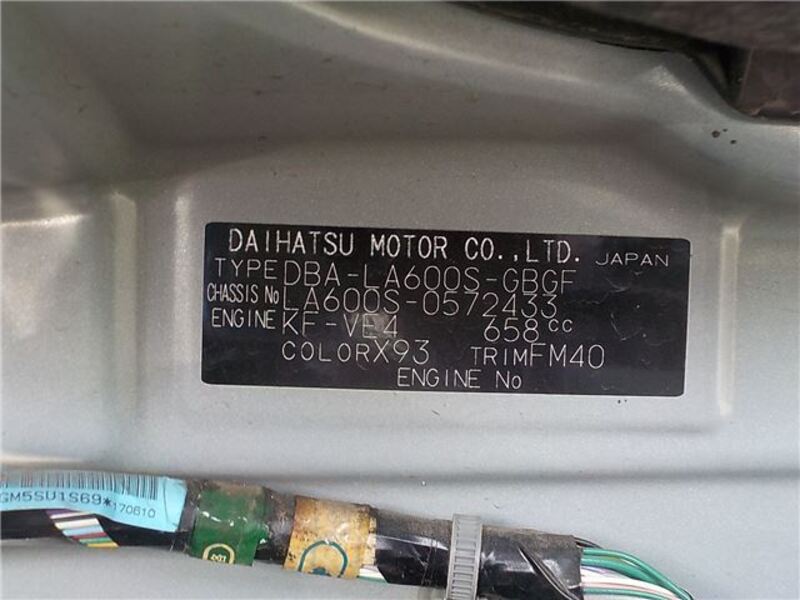 DAIHATSU MOTOR CO.,LTD. JAPAN
TYPE DBA-LA600S-GBGF
CHASSIS No LA600S-0572433
ENGINE KF-VE4 658cc
COLOR X93 TRIM FM40
ENGINE No
GM5SU1S69*170610